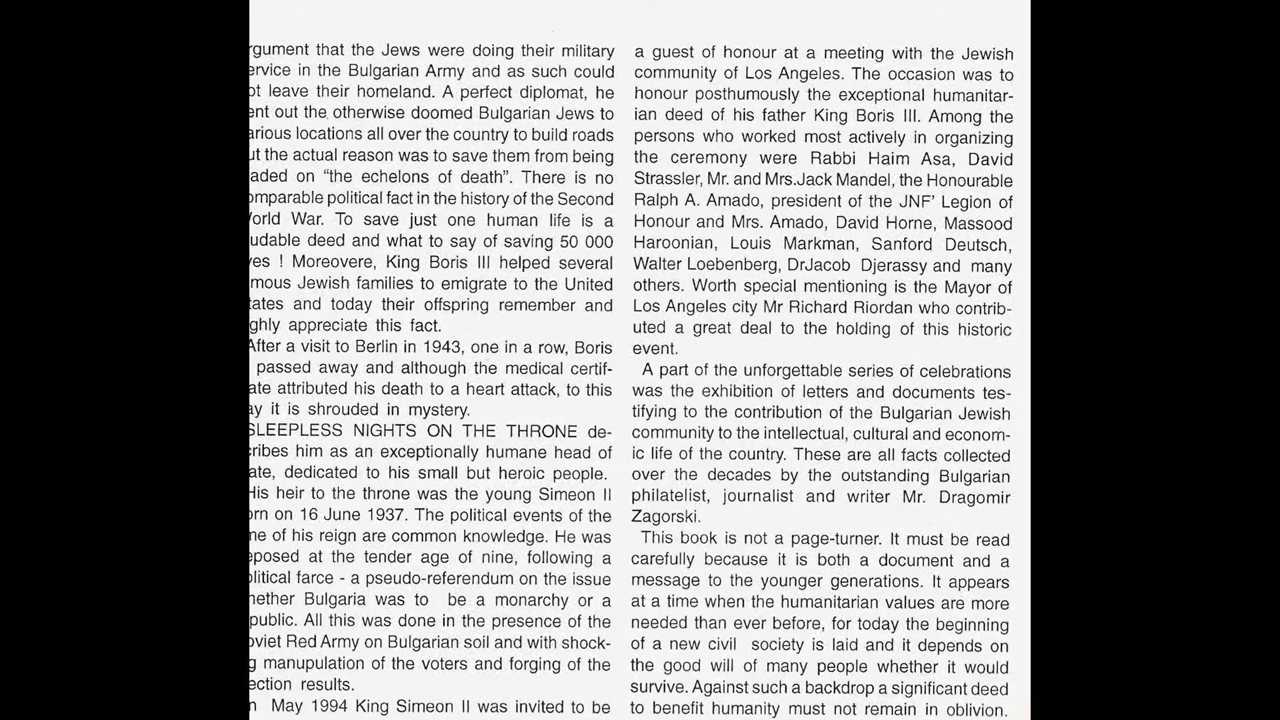 rgument that the Jews were doing their military
ervice in the Bulgarian Army and as such could
ot leave their homeland. A perfect diplomat, he
ent out the otherwise doomed Bulgarian Jews to
arious locations all over the country to build roads
ut the actual reason was to save them from being
aded on “the echelons of death”. There is no
omparable political fact in the history of the Second
orld War. To save just one human life is a
udable deed and what to say of saving 50 000
ves ! Moreovere, King Boris III helped several
mous Jewish families to emigrate to the United
tates and today their offspring remember and
ghly appreciate this fact.
After a visit to Berlin in 1943, one in a row, Boris
passed away and although the medical certif-
ate attributed his death to a heart attack, to this
ay it is shrouded in mystery.
SLEEPLESS NIGHTS ON THE THRONE de-
ribes him as an exceptionally humane head of
ate, dedicated to his small but heroic people.
His heir to the throne was the young Simeon II
orn on 16 June 1937. The political events of the
me of his reign are common knowledge. He was
eposed at the tender age of nine, following a
olitical farce - a pseudo-referendum on the issue
hether Bulgaria was to be a monarchy or a
public. All this was done in the presence of the
oviet Red Army on Bulgarian soil and with shock-
g manupulation of the voters and forging of the
ection results.
n May 1994 King Simeon II was invited to be
a guest of honour at a meeting with the Jewish
community of Los Angeles. The occasion was to
honour posthumously the exceptional humanitar-
ian deed of his father King Boris III. Among the
persons who worked most actively in organizing
the ceremony were Rabbi Haim Asa, David
Strassler, Mr. and Mrs.Jack Mandel, the Honourable
Ralph A. Amado, president of the JNF’ Legion of
Honour and Mrs. Amado, David Horne, Massood
Haroonian, Louis Markman, Sanford Deutsch,
Walter Loebenberg, DrJacob Djerassy and many
others. Worth special mentioning is the Mayor of
Los Angeles city Mr Richard Riordan who contrib-
uted a great deal to the holding of this historic
event.
A part of the unforgettable series of celebrations
was the exhibition of letters and documents tes-
tifying to the contribution of the Bulgarian Jewish
community to the intellectual, cultural and econom-
ic life of the country. These are all facts collected
over the decades by the outstanding Bulgarian
philatelist, journalist and writer Mr. Dragomir
Zagorski.
This book is not a page-turner. It must be read
carefully because it is both a document and a
message to the younger generations. It appears
at a time when the humanitarian values are more
needed than ever before, for today the beginning
of a new civil society is laid and it depends on
the good will of many people whether it would
survive. Against such a backdrop a significant deed
to benefit humanity must not remain in oblivion.